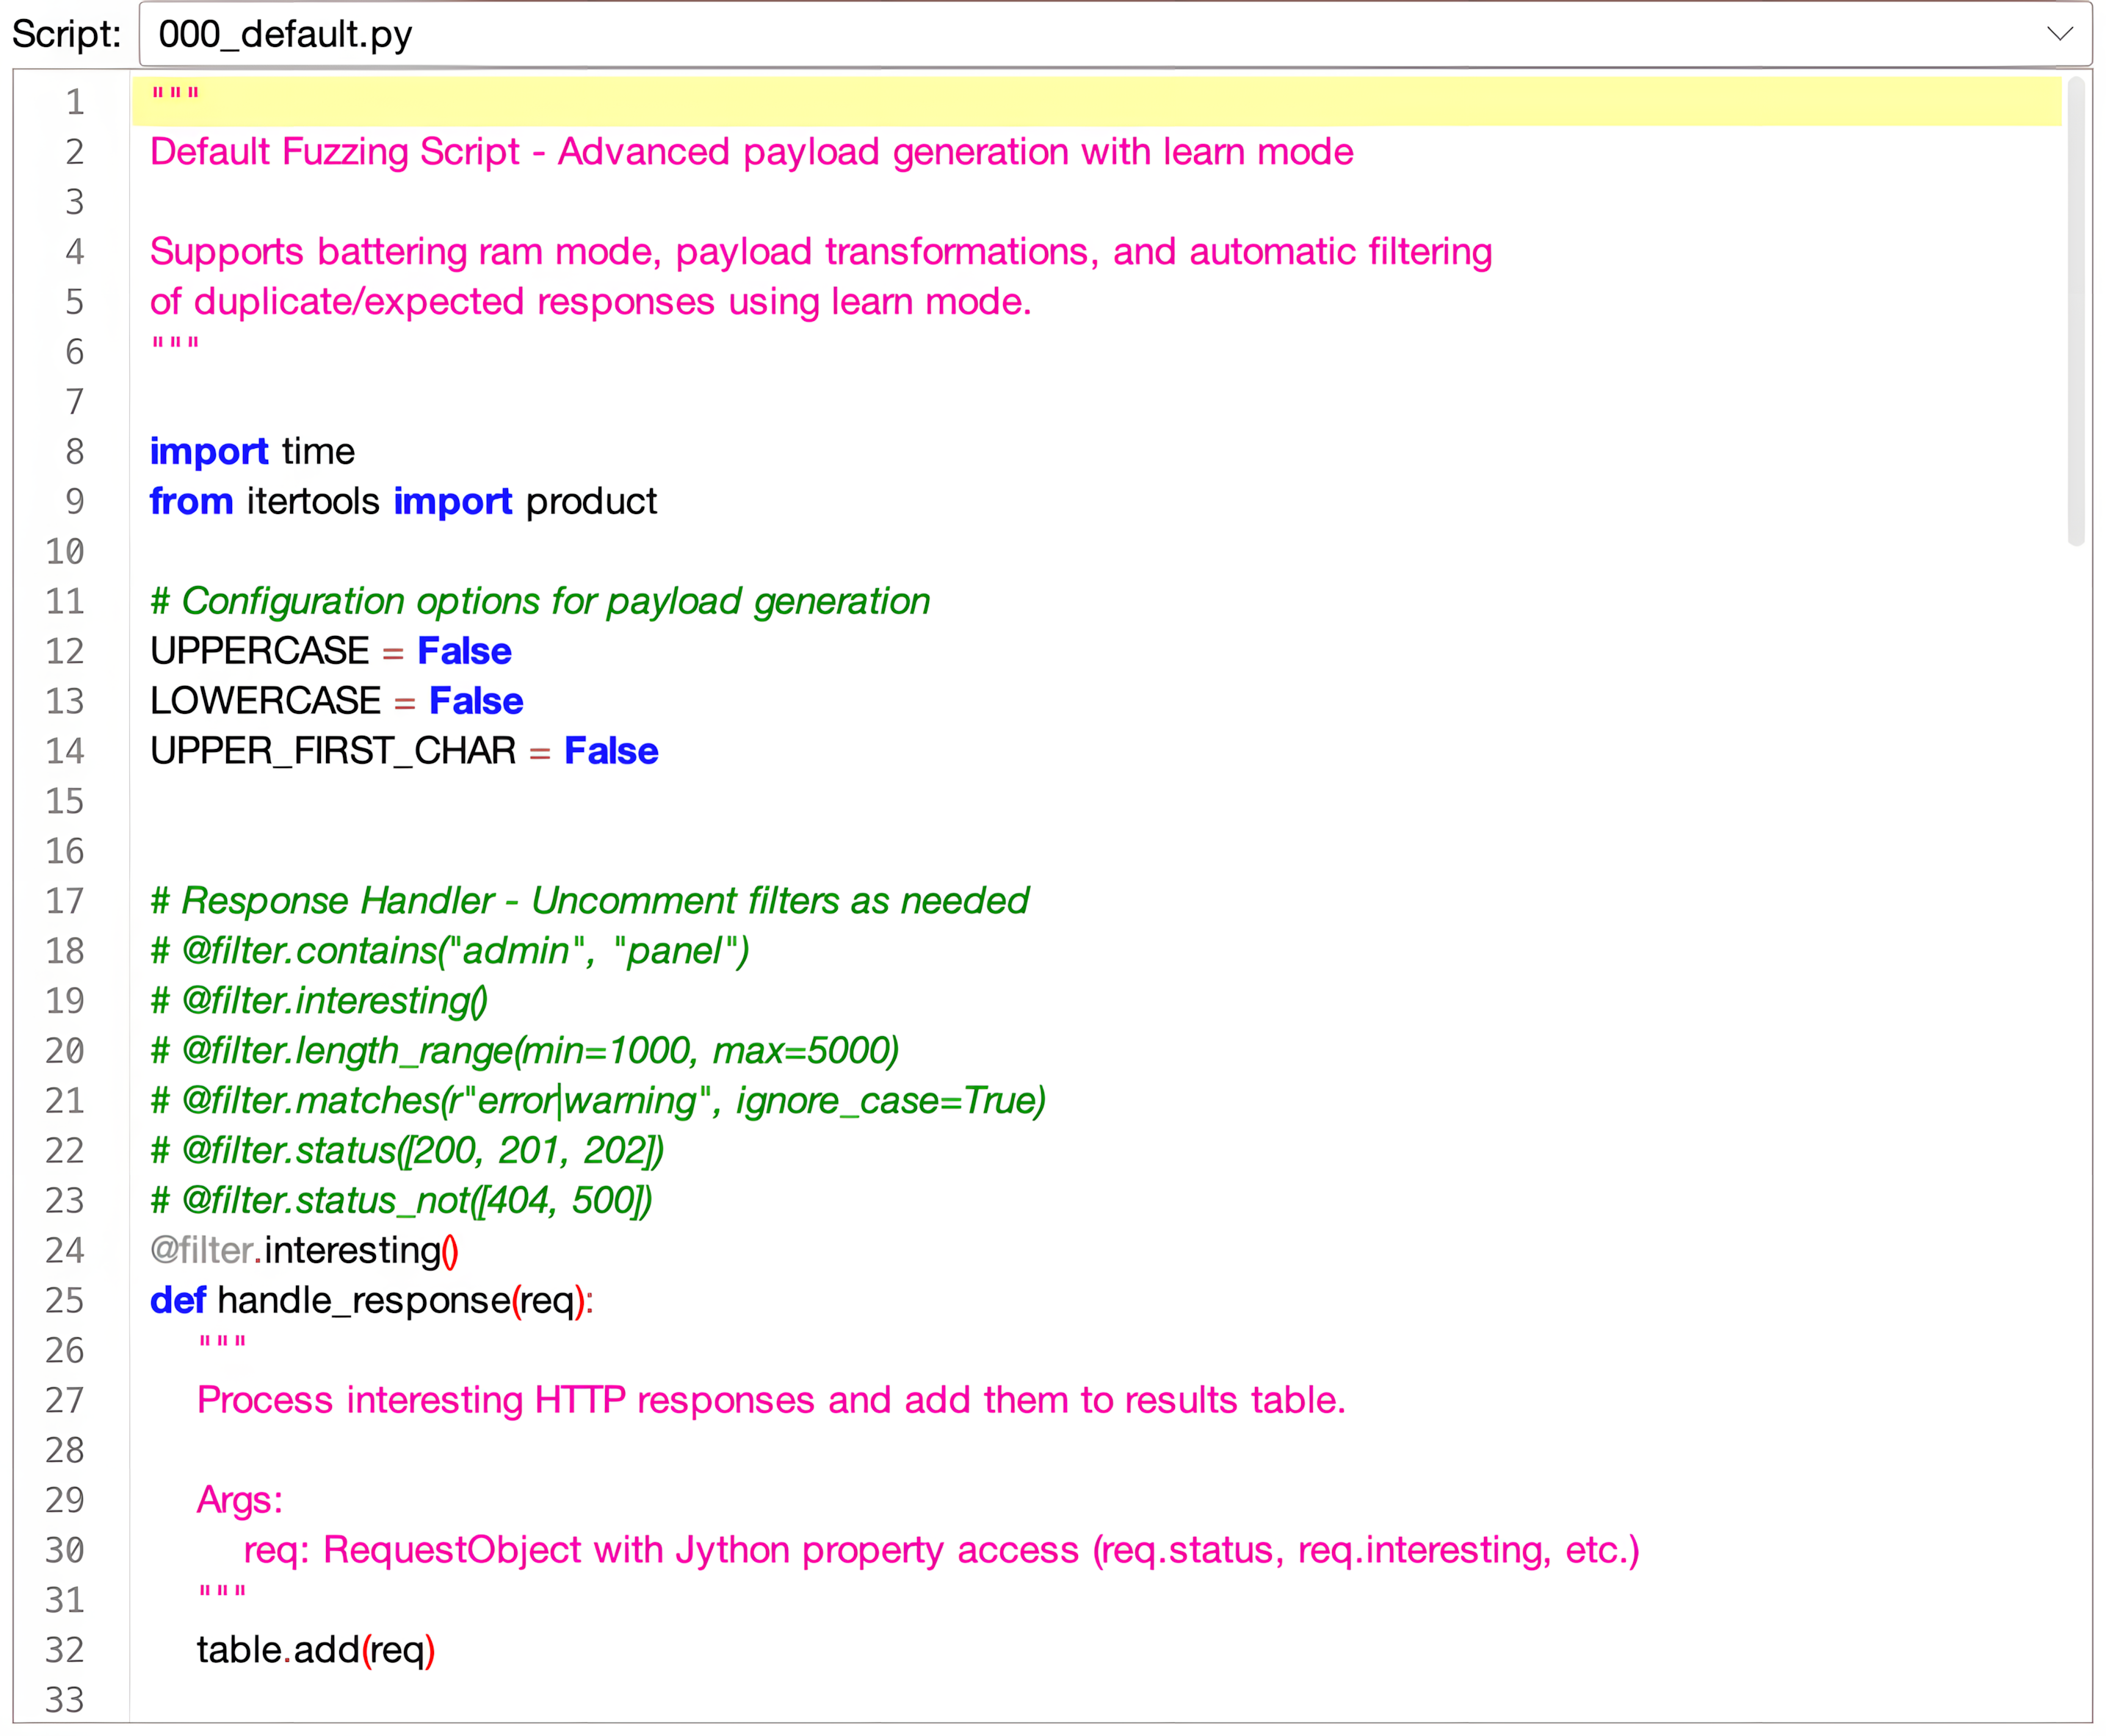 Script: 000_default.py
1 """
2 Default Fuzzing Script - Advanced payload generation with learn mode
3
4 Supports battering ram mode, payload transformations, and automatic filtering
5 of duplicate/expected responses using learn mode.
6 """
7
8 import time
9 from itertools import product
10
11 # Configuration options for payload generation
12 UPPERCASE = False
13 LOWERCASE = False
14 UPPER_FIRST_CHAR = False
15
16
17 # Response Handler - Uncomment filters as needed
18 # @filter.contains("admin", "panel")
19 # @filter.interesting()
20 # @filter.length_range(min=1000, max=5000)
21 # @filter.matches(r"error|warning", ignore_case=True)
22 # @filter.status([200, 201, 202])
23 # @filter.status_not([404, 500])
24 @filter.interesting()
25 def handle_response(req):
26     """
27     Process interesting HTTP responses and add them to results table.
28
29     Args:
30         req: RequestObject with Jython property access (req.status, req.interesting, etc.)
31     """
32     table.add(req)
33